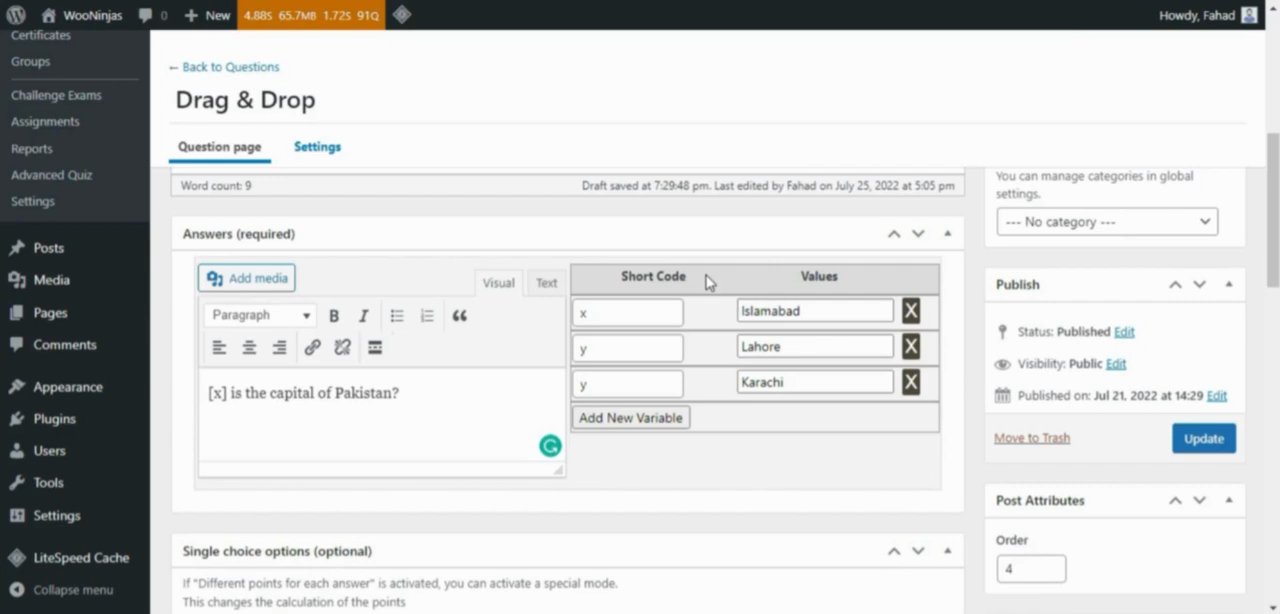 WooNinjas 0 New 4.88S 65.7MB 1.72S 91Q Howdy, Fahad
Certificates
Groups
Challenge Exams
Assignments
Reports
Advanced Quiz
Settings
Posts
Media
Pages
Comments
Appearance
Plugins
Users
Tools
Settings
LiteSpeed Cache
Collapse menu
← Back to Questions
Drag & Drop
Question page Settings
Word count: 9 Draft saved at 7:29:48 pm. Last edited by Fahad on July 25, 2022 at 5:05 pm
Answers (required)
Add media Visual Text
Paragraph B I
[x] is the capital of Pakistan?
Short Code Values
x Islamabad X
y Lahore X
y Karachi X
Add New Variable
Single choice options (optional)
If "Different points for each answer" is activated, you can activate a special mode.
This changes the calculation of the points
You can manage categories in global
settings.
--- No category ---
Publish
Status: Published Edit
Visibility: Public Edit
Published on: Jul 21, 2022 at 14:29 Edit
Move to Trash Update
Post Attributes
Order
4